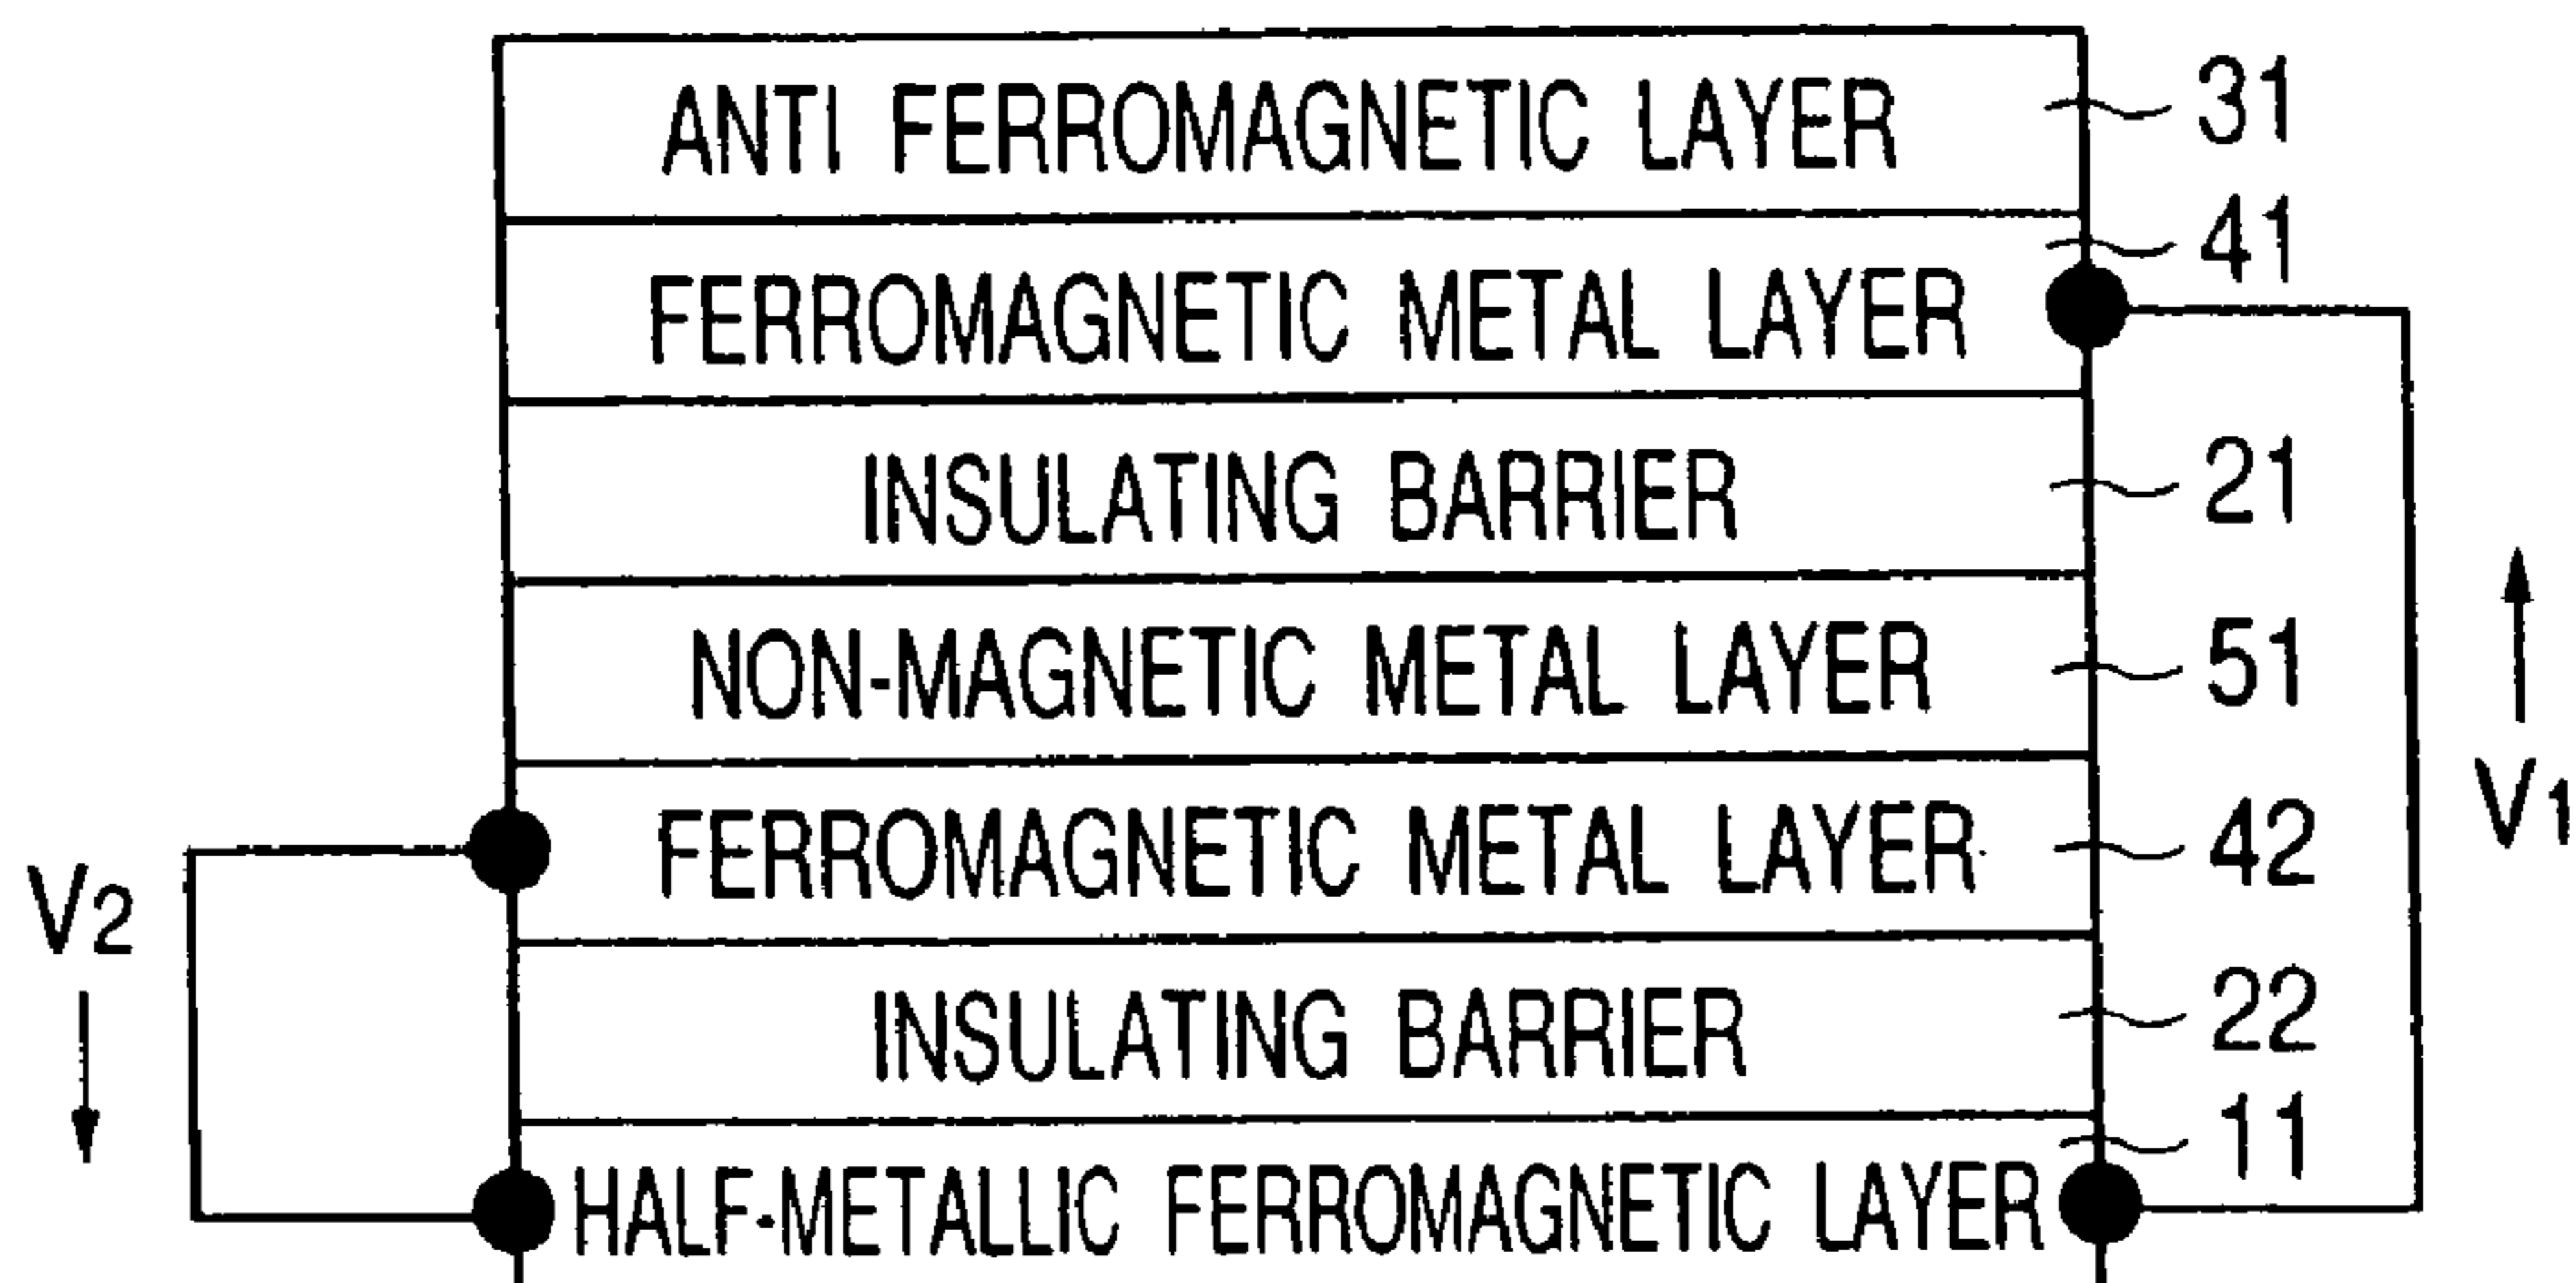 ANTI FERROMAGNETIC LAYER 31
41
FERROMAGNETIC METAL LAYER
INSULATING BARRIER 21
NON-MAGNETIC METAL LAYER 51
V1
FERROMAGNETIC METAL LAYER 42
V2
INSULATING BARRIER 22
11
HALF-METALLIC FERROMAGNETIC LAYER